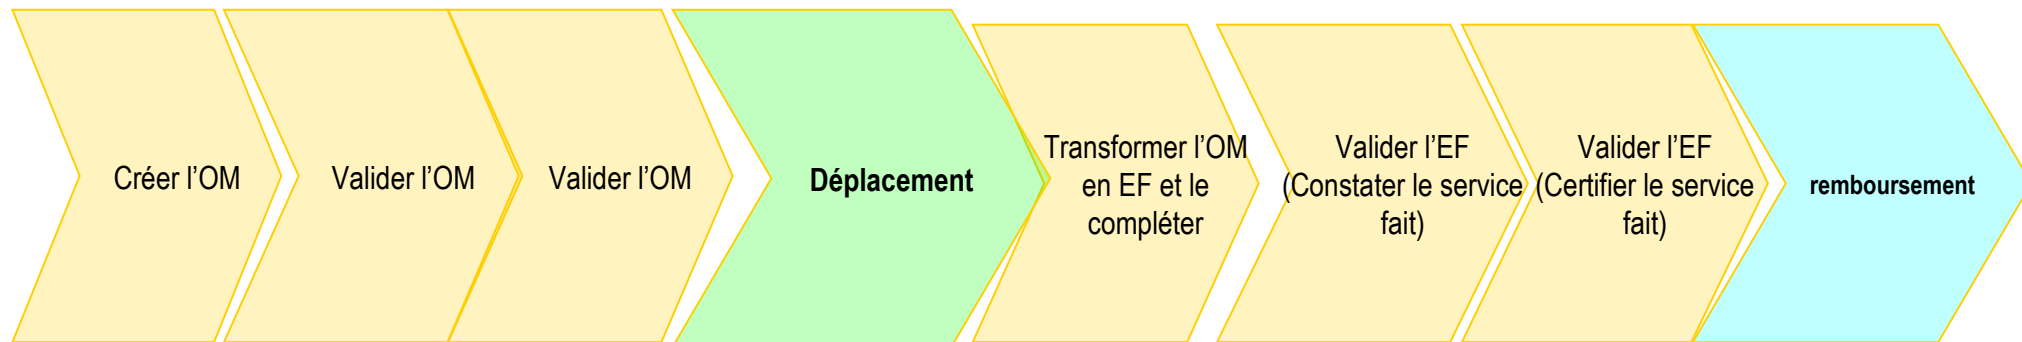 Créer l’OM
Valider l’OM
Valider l’OM
Déplacement
Transformer l’OM
en EF et le
compléter
Valider l’EF
(Constater le service
fait)
Valider l’EF
(Certifier le service
fait)
remboursement